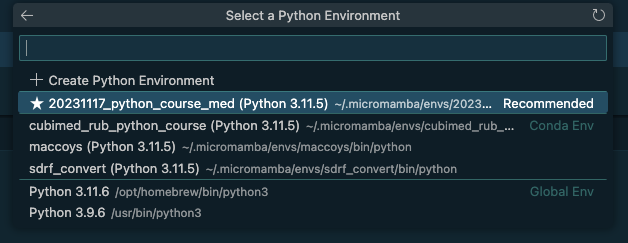 Select a Python Environment
+ Create Python Environment
★ 20231117_python_course_med (Python 3.11.5) ~/.micromamba/envs/2023... Recommended
cubimed_rub_python_course (Python 3.11.5) ~/.micromamba/envs/cubimed_rub_... Conda Env
maccoys (Python 3.11.5) ~/.micromamba/envs/maccoys/bin/python
sdrf_convert (Python 3.11.5) ~/.micromamba/envs/sdrf_convert/bin/python
Python 3.11.6 /opt/homebrew/bin/python3 Global Env
Python 3.9.6 /usr/bin/python3